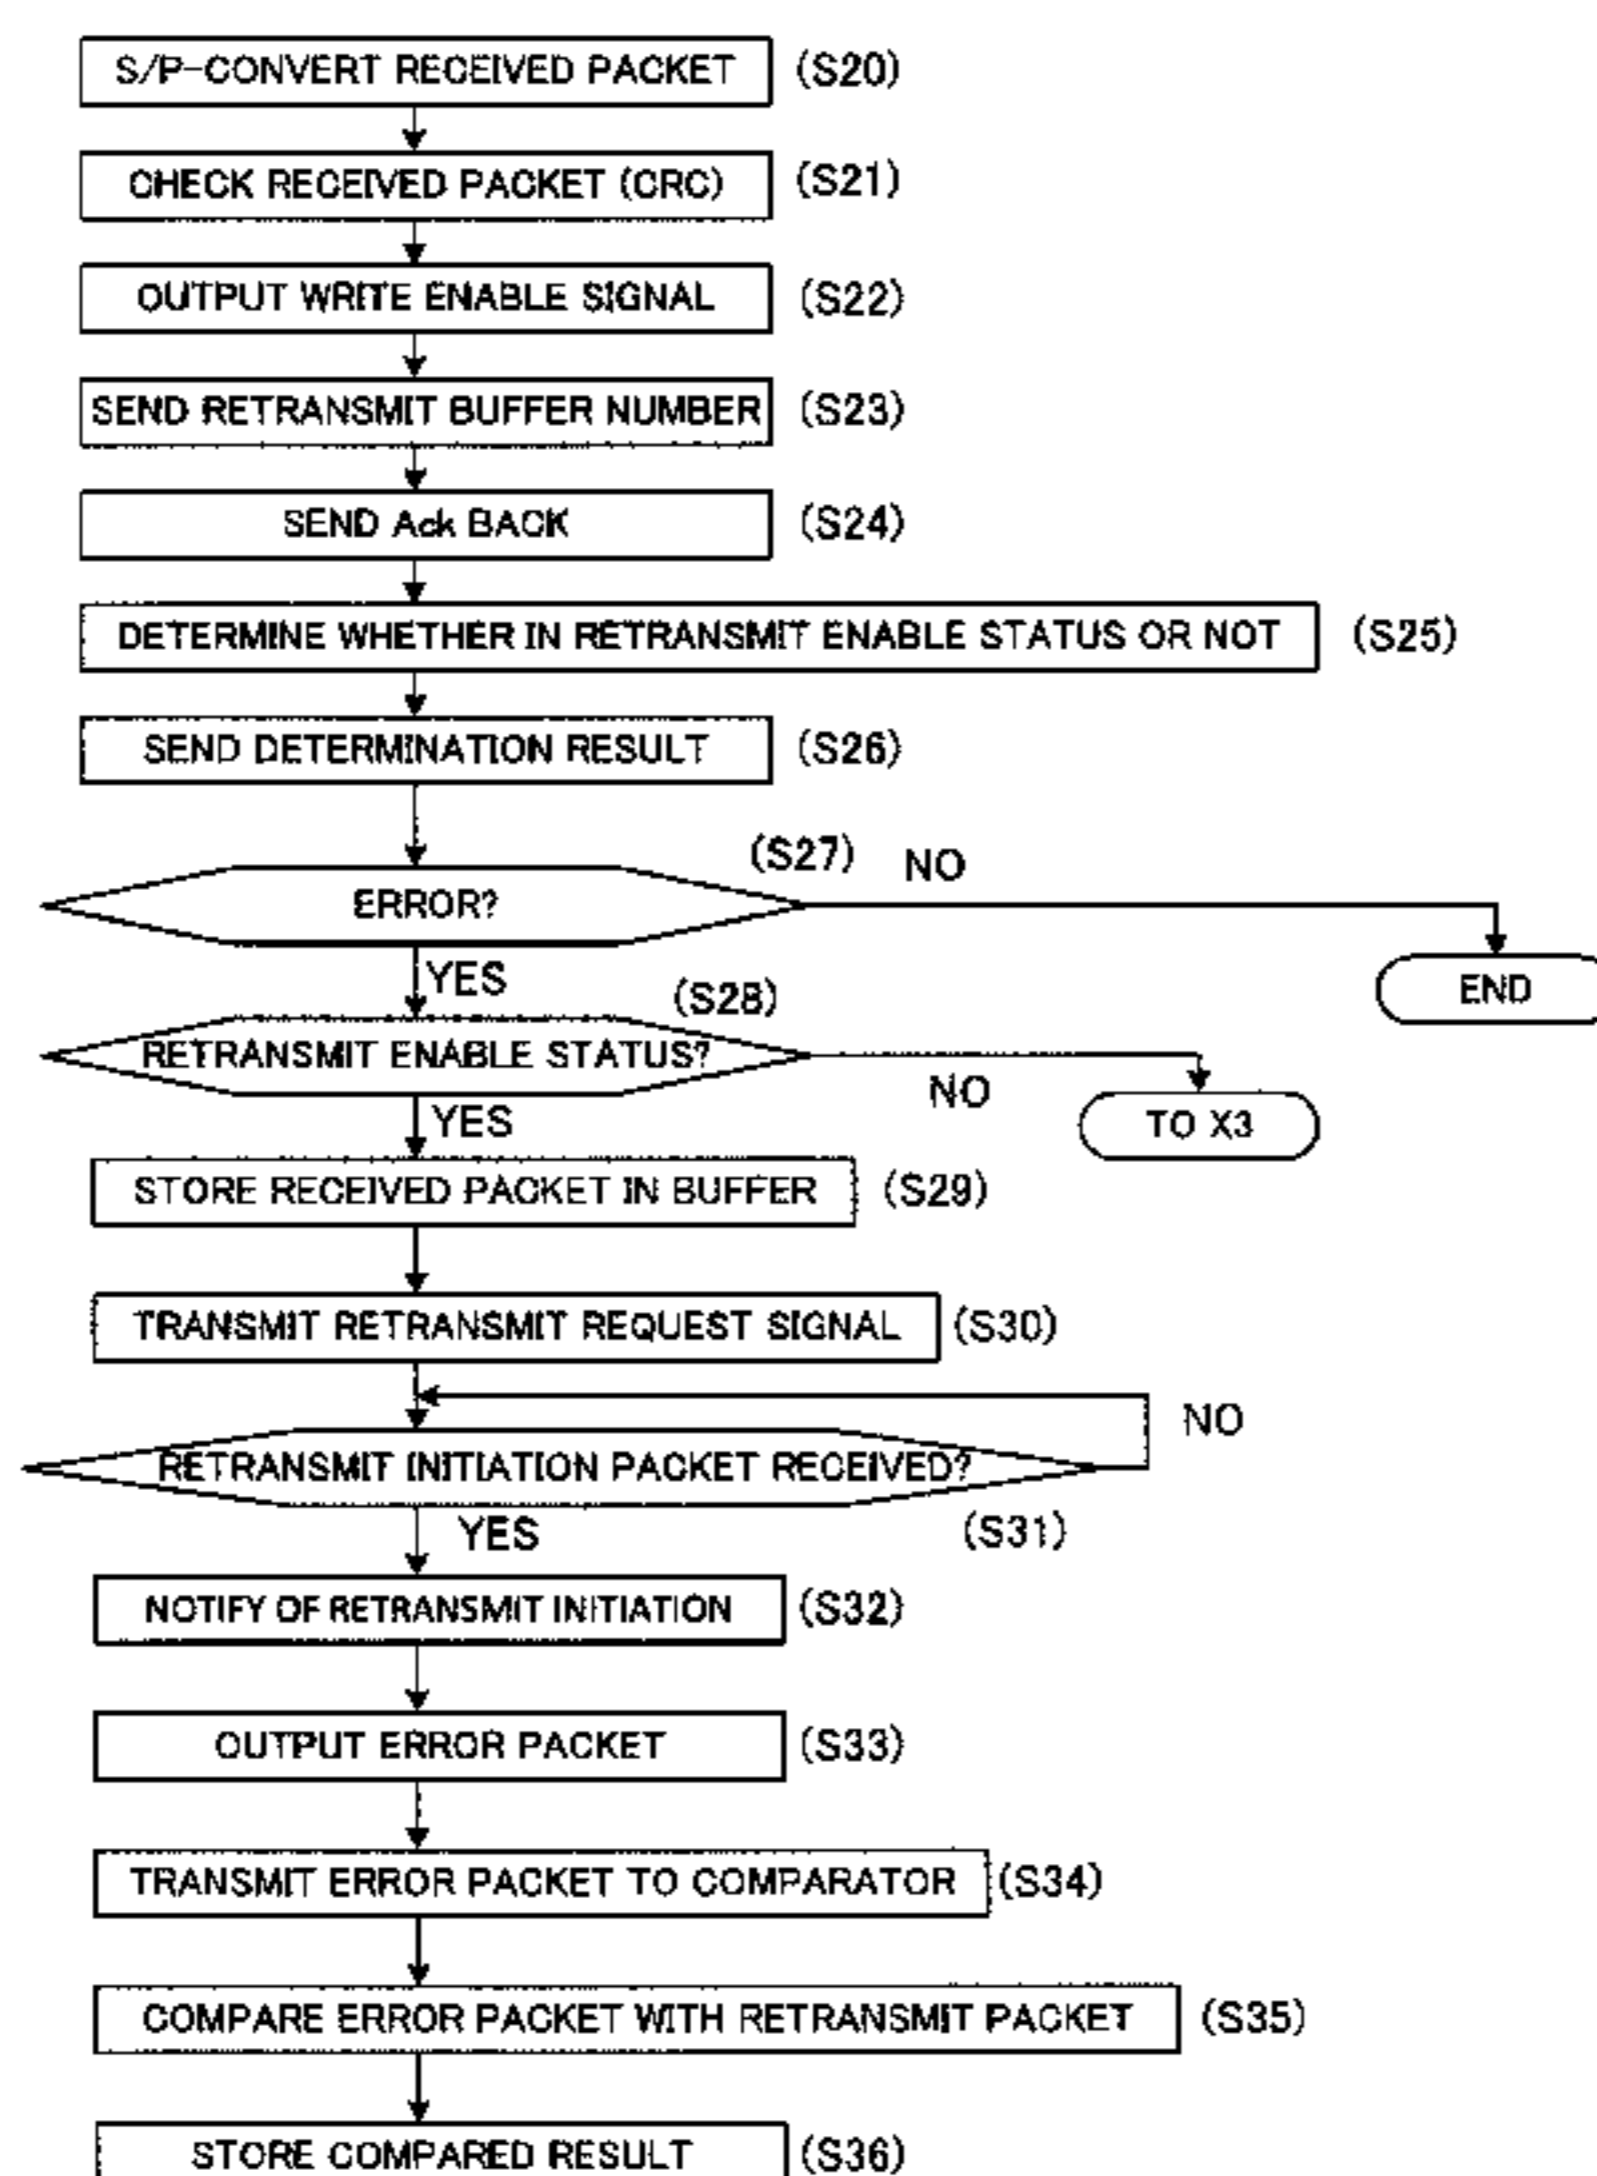 S/P-CONVERT RECEIVED PACKET (S20)
CHECK RECEIVED PACKET (CRC) (S21)
OUTPUT WRITE ENABLE SIGNAL (S22)
SEND RETRANSMIT BUFFER NUMBER (S23)
SEND Ack BACK (S24)
DETERMINE WHETHER IN RETRANSMIT ENABLE STATUS OR NOT (S25)
SEND DETERMINATION RESULT (S26)
(S27) NO
ERROR?
END
YES
(S28)
RETRANSMIT ENABLE STATUS?
NO
YES
TO X3
STORE RECEIVED PACKET IN BUFFER (S29)
TRANSMIT RETRANSMIT REQUEST SIGNAL (S30)
NO
RETRANSMIT INITIATION PACKET RECEIVED?
YES
(S31)
NOTIFY OF RETRANSMIT INITIATION (S32)
OUTPUT ERROR PACKET (S33)
TRANSMIT ERROR PACKET TO COMPARATOR (S34)
COMPARE ERROR PACKET WITH RETRANSMIT PACKET (S35)
STORE COMPARED RESULT (S36)